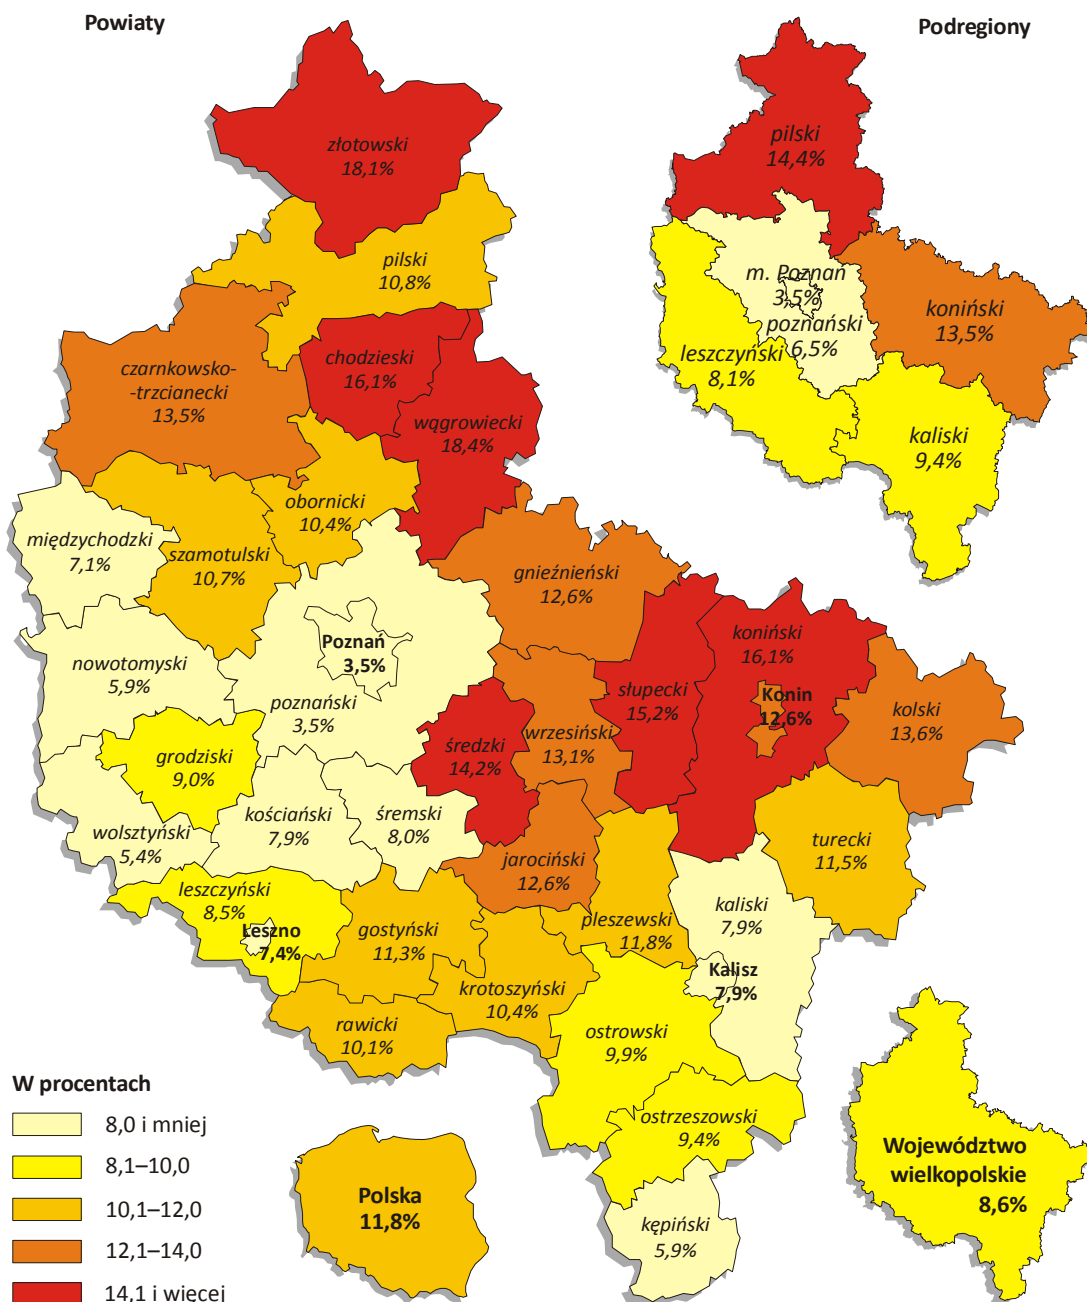 Powiaty
Podregiony
złotowski
18,1%
pilski
10,8%
czarnkowsko-
-trzcianecki
13,5%
chodzieski
16,1%
wągrowiecki
18,4%
obornicki
10,4%
międzychodzki
7,1%
szamotulski
10,7%
gnieźnieński
12,6%
Poznań
3,5%
nowotomyski
5,9%
poznański
3,5%
słupecki
15,2%
koniński
16,1%
Konin
12,6%
kolski
13,6%
grodziski
9,0%
średzki
14,2%
wrzesiński
13,1%
wolsztyński
5,4%
kościański
7,9%
śremski
8,0%
jarociński
12,6%
turecki
11,5%
leszczyński
8,5%
Leszno
7,4%
gostyński
11,3%
pleszewski
11,8%
kaliski
7,9%
Kalisz
7,9%
krotoszyński
10,4%
rawicki
10,1%
ostrowski
9,9%
ostrzeszowski
9,4%
kępiński
5,9%
pilski
14,4%
m. Poznań
3,5%
poznański
6,5%
koniński
13,5%
leszczyński
8,1%
kaliski
9,4%
W procentach
8,0 i mniej
8,1–10,0
10,1–12,0
12,1–14,0
14,1 i więcej
Polska
11,8%
Województwo
wielkopolskie
8,6%